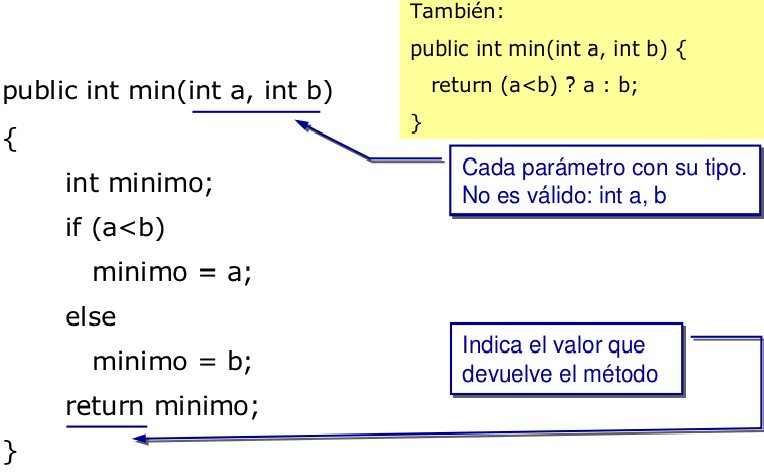 También:
public int min(int a, int b) {
return (a<b) ? a : b;
}
public int min(int a, int b)
{
int minimo;
if (a<b)
minimo = a;
else
minimo = b;
return minimo;
}
Cada parámetro con su tipo.
No es válido: int a, b
Indica el valor que
devuelve el método